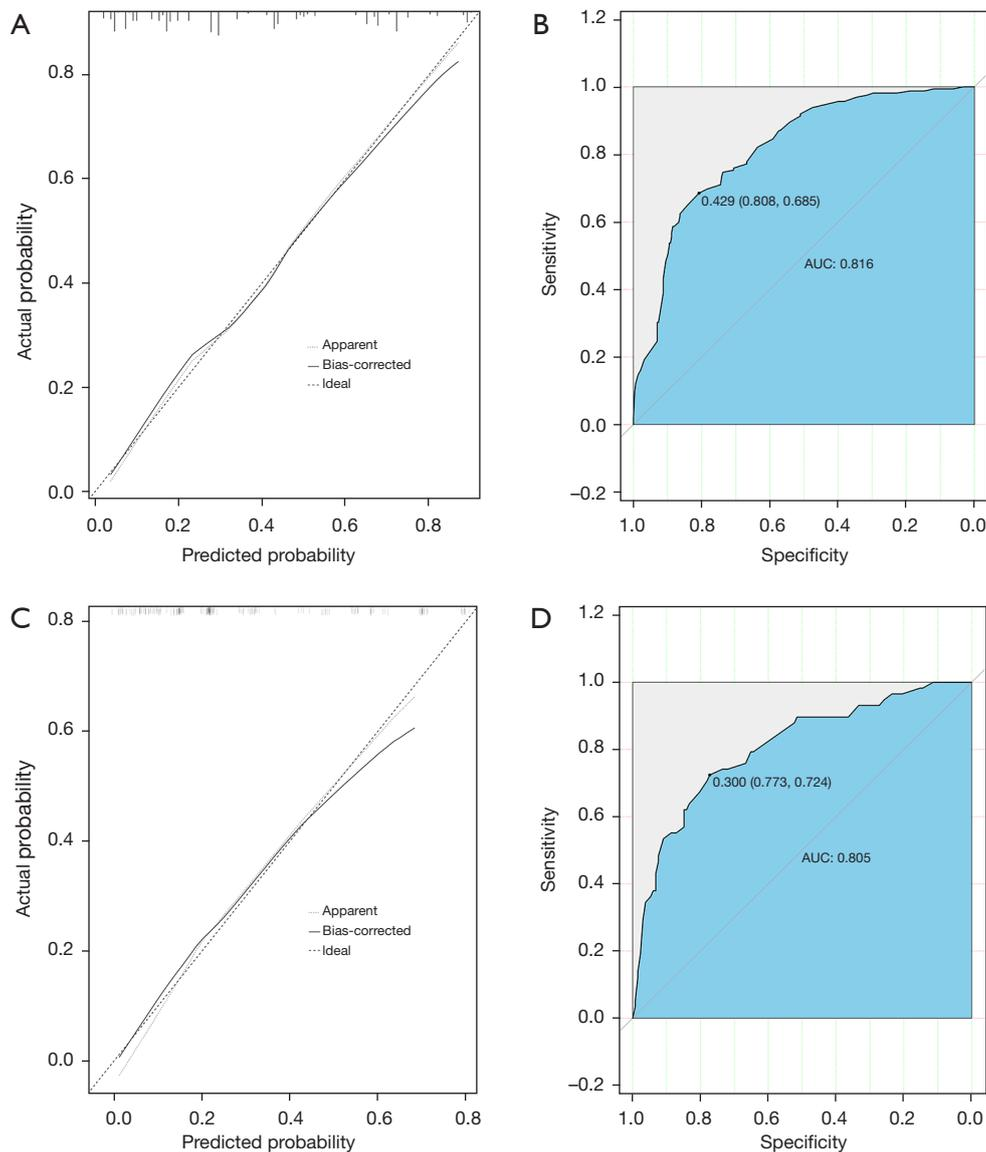 A
0.8
0.6
0.4
0.2
0.0
Actual probability
Apparent
Bias-corrected
Ideal
0.0 0.2 0.4 0.6 0.8
Predicted probability
B
1.2
1.0
0.8
0.6
0.4
0.2
0.0
–0.2
Sensitivity
0.429 (0.808, 0.685)
AUC: 0.816
1.0 0.8 0.6 0.4 0.2 0.0
Specificity
C
0.8
0.6
0.4
0.2
0.0
Actual probability
Apparent
Bias-corrected
Ideal
0.0 0.2 0.4 0.6 0.8
Predicted probability
D
1.2
1.0
0.8
0.6
0.4
0.2
0.0
–0.2
Sensitivity
0.300 (0.773, 0.724)
AUC: 0.805
1.0 0.8 0.6 0.4 0.2 0.0
Specificity